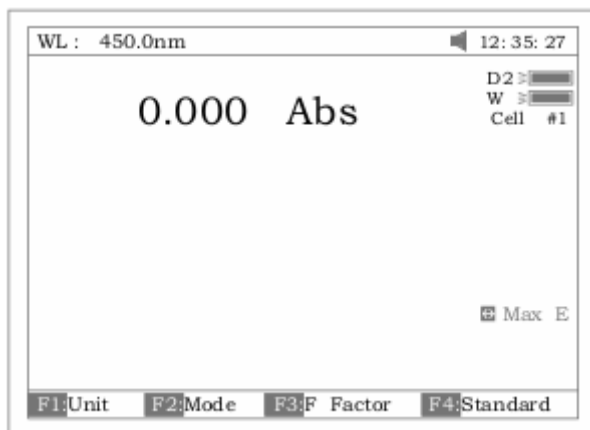 WL : 450.0nm 12: 35: 27
D2
0.000 Abs
W
Cell #1
Max E
F1:Unit F2:Mode F3:F Factor F4:Standard